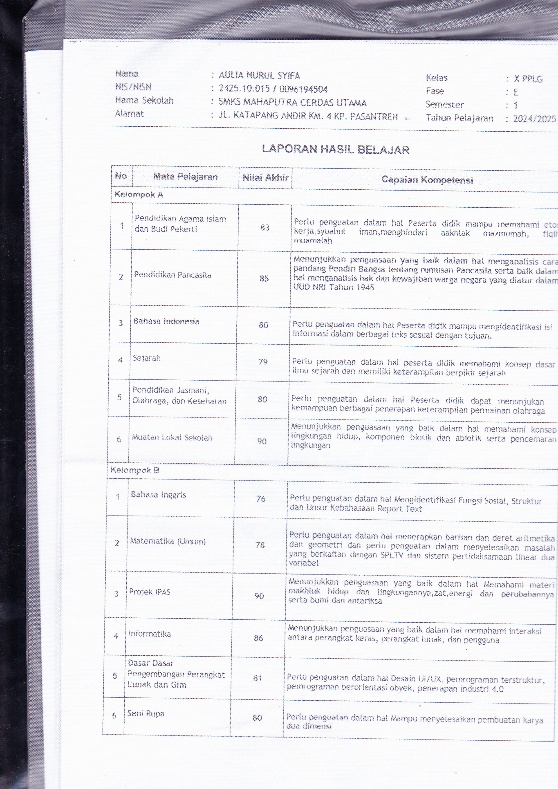 Nama : AULIA NURUL SYIFA
NIS/NISN : 2425.10.015 / 0096194504
Nama Sekolah : SMKS MAHAPUTRA CERDAS UTAMA
Alamat : JL. KATAPANG ANDIR KM. 4 KP. PASANTREN
Kelas : X PPLG
Fase : E
Semester : 1
Tahun Pelajaran : 2024/2025
LAPORAN HASIL BELAJAR
No Mata Pelajaran Nilai Akhir Capaian Kompetensi
Kelompok A
1 Pendidikan Agama Islam dan Budi Pekerti 83
Perlu penguatan dalam hal Peserta didik mampu memahami etos
kerja,syuabul iman,menghindari aakhlak mazmumah, fiqih
muamalah
2 Pendidikan Pancasila 85
Menunjukkan penguasaan yang baik dalam hal menganalisis cara
pandang Pendiri Bangsa tentang rumusan Pancasila serta baik dalam
hal menganalisis hak dan kewajiban warga negara yang diatur dalam
UUD NRI Tahun 1945
3 Bahasa Indonesia 80
Perlu penguatan dalam hal Peserta didik mampu mengidentifikasi isi
informasi dalam berbagai teks sesuai dengan tujuan.
4 Sejarah 79
Perlu penguatan dalam hal peserta didik memahami konsep dasar
ilmu sejarah dan memiliki keterampilan berpikir sejarah
5 Pendidikan Jasmani, Olahraga, dan Kesehatan 80
Perlu penguatan dalam hal Peserta didik dapat menunjukan
kemampuan berbagai penerapan keterampilan permainan olahraga
6 Muatan Lokal Sekolah 90
Menunjukkan penguasaan yang baik dalam hal memahami konsep
lingkungan hidup, komponen biotik dan abiotik serta pencemaran
lingkungan
Kelompok B
1 Bahasa Inggris 76
Perlu penguatan dalam hal Mengidentifikasi Fungsi Sosial, Struktur
dan Unsur Kebahasaan Report Text
2 Matematika (Umum) 78
Perlu penguatan dalam hal menerapkan barisan dan deret aritmetika
dan geometri dan perlu penguatan dalam menyelesaikan masalah
yang berkaitan dengan SPLTV dan sistem pertidaksamaan linear dua
variabel
3 Projek IPAS 90
Menunjukkan penguasaan yang baik dalam hal Memahami materi
makhluk hidup dan lingkungannya,zat,energi dan perubahannya
serta bumi dan antariksa
4 Informatika 86
Menunjukkan penguasaan yang baik dalam hal memahami interaksi
antara perangkat keras, perangkat lunak, dan pengguna
5 Dasar Dasar Pengembangan Perangkat Lunak dan Gim 81
Perlu penguatan dalam hal Desain UI/UX, pemrograman terstruktur,
pemrograman berorientasi obyek, penerapan industri 4.0
6 Seni Rupa 80
Perlu penguatan dalam hal Mampu menyelesaikan pembuatan karya
dua dimensi